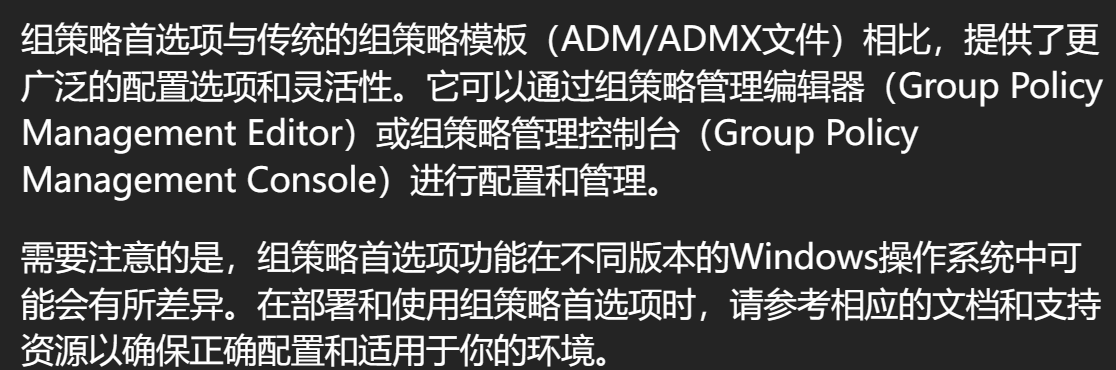 组策略首选项与传统的组策略模板（ADM/ADMX文件）相比，提供了更
广泛的配置选项和灵活性。它可以通过组策略管理编辑器（Group Policy
Management Editor）或组策略管理控制台（Group Policy
Management Console）进行配置和管理。
需要注意的是，组策略首选项功能在不同版本的Windows操作系统中可
能会有所差异。在部署和使用组策略首选项时，请参考相应的文档和支持
资源以确保正确配置和适用于你的环境。